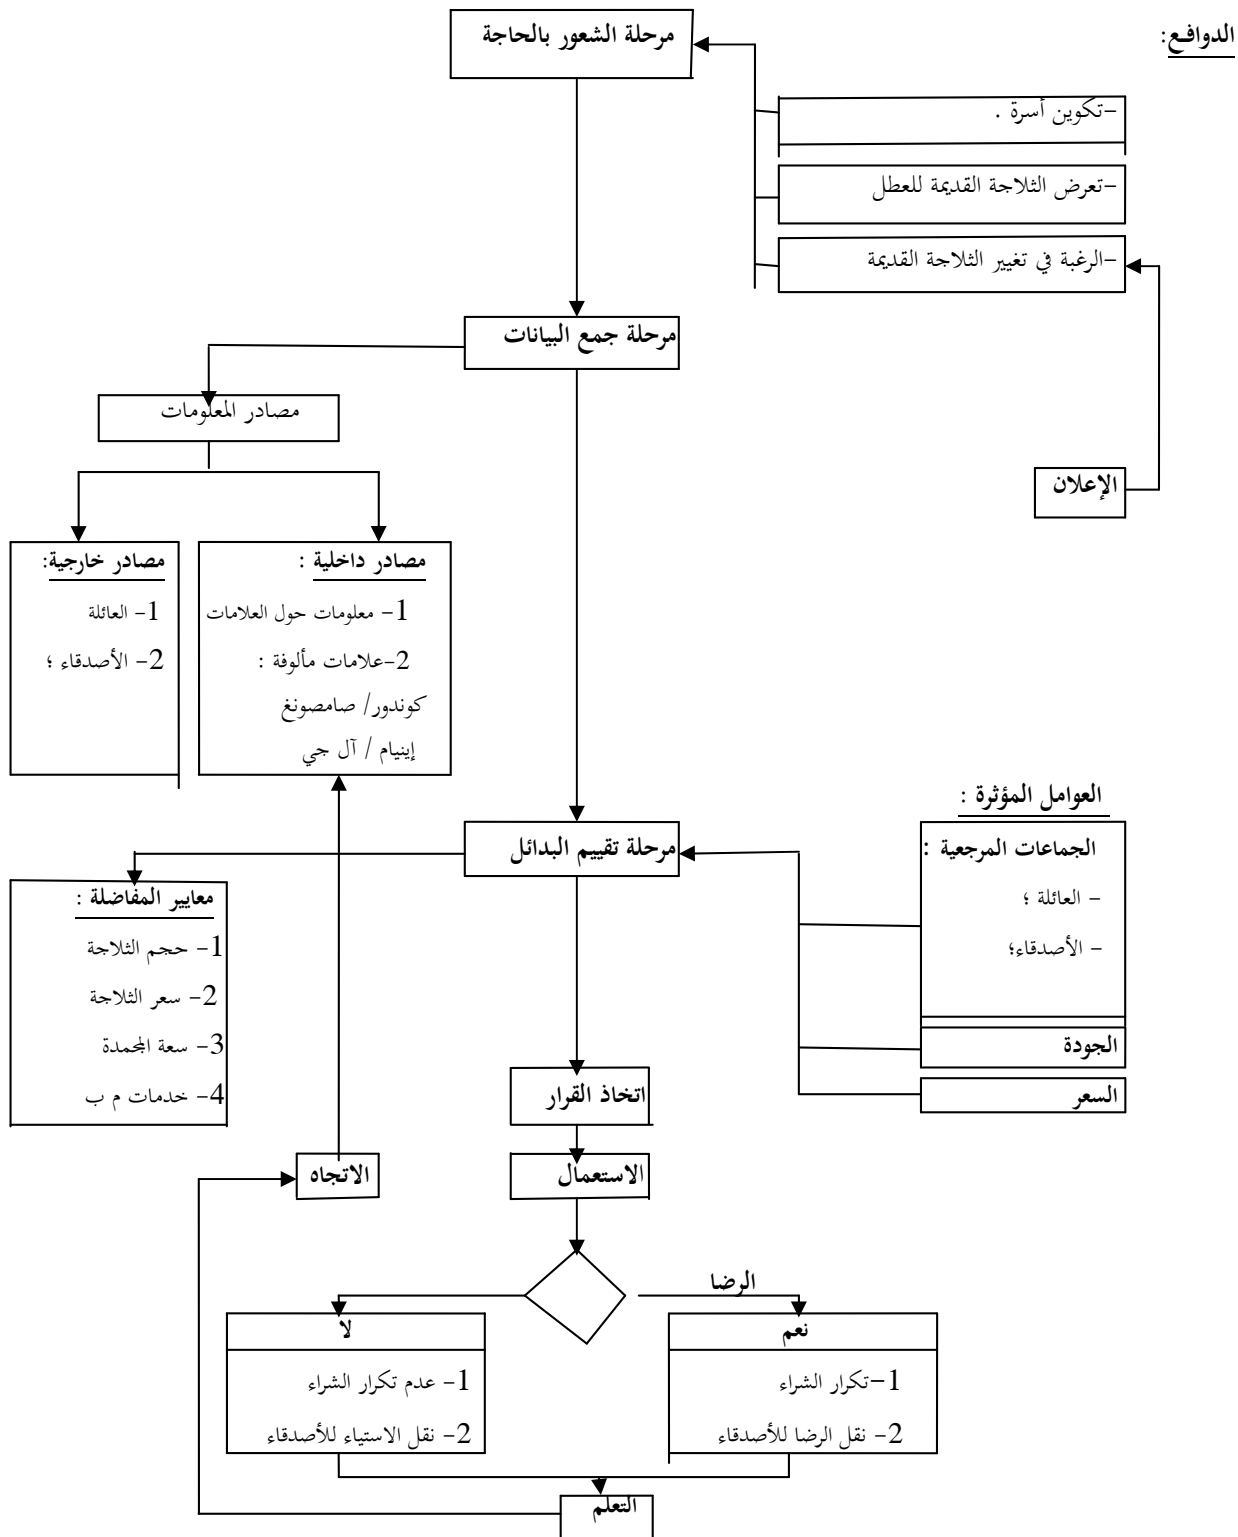 الدوافع:
مرحلة الشعور بالحاجة
-تكوين أسرة .
-تعرض الثلاجة القديمة للعطل
-الرغبة في تغيير الثلاجة القديمة
مرحلة جمع البيانات
مصادر المعلومات
الإعلان
مصادر داخلية :
1- معلومات حول العلامات
2-علامات مألوفة :
كوندور/ صامصونغ
إينيام / آل جي
مصادر خارجية:
1- العائلة
2- الأصدقاء ؛
العوامل المؤثرة :
الجماعات المرجعية :
- العائلة ؛
- الأصدقاء؛
الجودة
السعر
مرحلة تقييم البدائل
معايير المفاضلة :
1- حجم الثلاجة
2- سعر الثلاجة
3- سعة المجمدة
4- خدمات م ب
اتخاذ القرار
الاستعمال
الاتجاه
الرضا
نعم
1-تكرار الشراء
2- نقل الرضا للأصدقاء
لا
1- عدم تكرار الشراء
2- نقل الاستياء للأصدقاء
التعلم